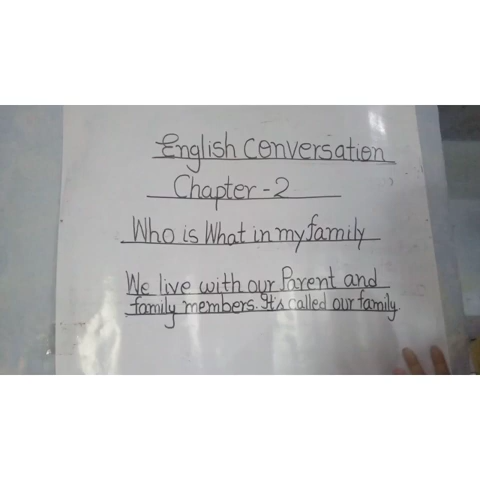 English Conversation
Chapter - 2
Who is What in my family
We live with our Parent and
family members. It's called our family